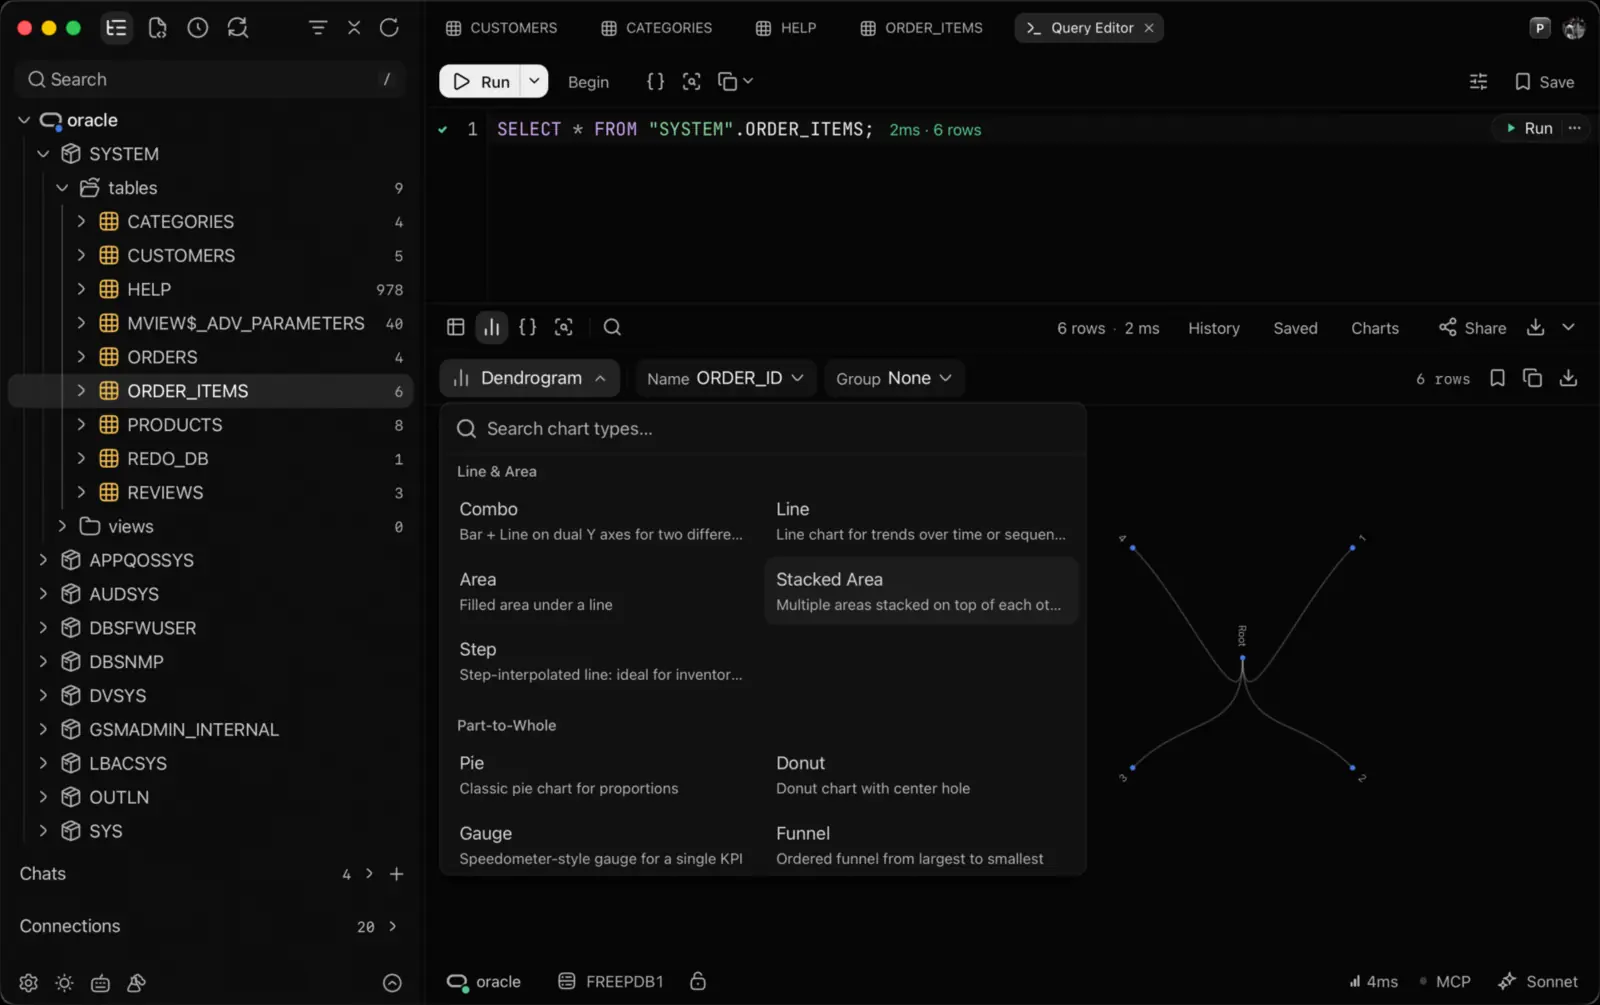 CUSTOMERS
CATEGORIES
HELP
ORDER_ITEMS
Query Editor
P
Search
/
Run
Begin
Save
oracle
SYSTEM
tables 9
CATEGORIES 4
CUSTOMERS 5
HELP 978
MVIEW$_ADV_PARAMETERS 40
ORDERS 4
ORDER_ITEMS 6
PRODUCTS 8
REDO_DB 1
REVIEWS 3
views 0
APPQOSSYS
AUDSYS
DBSFWUSER
DBSNMP
DVSYS
GSMADMIN_INTERNAL
LBACSYS
OUTLN
SYS
Chats 4
Connections 20
1 SELECT * FROM "SYSTEM".ORDER_ITEMS; 2ms · 6 rows
Run
6 rows · 2 ms
History
Saved
Charts
Share
Dendrogram
Name ORDER_ID
Group None
6 rows
Search chart types...
Line & Area
Combo
Bar + Line on dual Y axes for two differe...
Line
Line chart for trends over time or sequen...
Area
Filled area under a line
Stacked Area
Multiple areas stacked on top of each ot...
Step
Step-interpolated line: ideal for inventor...
Part-to-Whole
Pie
Classic pie chart for proportions
Donut
Donut chart with center hole
Gauge
Speedometer-style gauge for a single KPI
Funnel
Ordered funnel from largest to smallest
4
1
Root
3
2
oracle
FREEPDB1
4ms
MCP
Sonnet